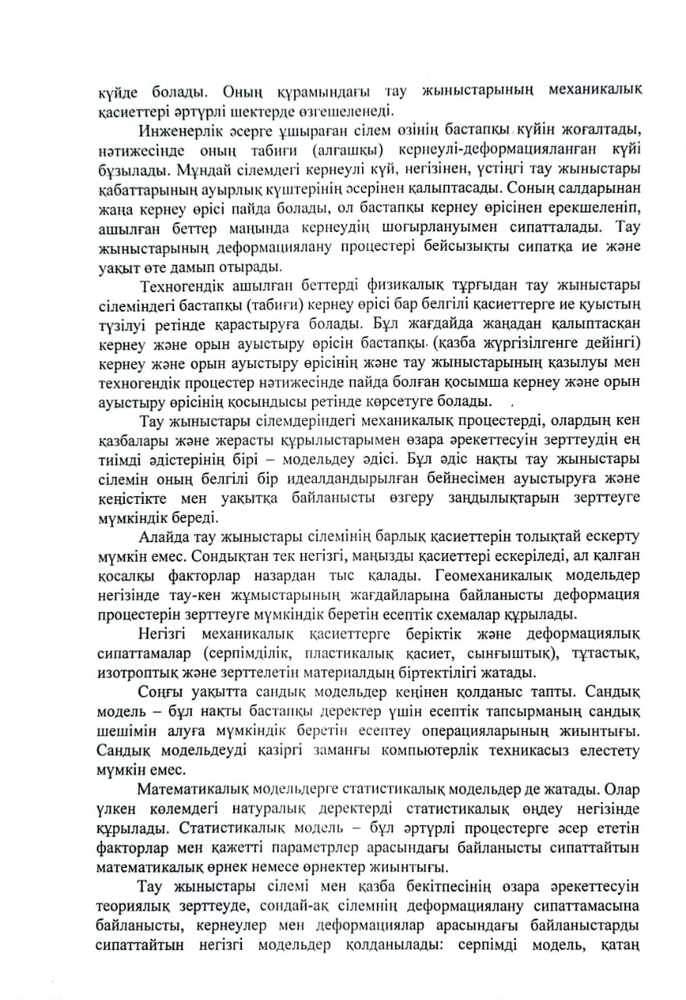 күйде болады. Оның құрамындағы тау жыныстарының механикалық
қасиеттері әртүрлі шектерде өзгешеленеді.
Инженерлік әсерге ұшыраған сілем өзінің бастапқы күйін жоғалтады,
нәтижесінде оның табиғи (алғашқы) кернеулі-деформацияланған күйі
бұзылады. Мұндай сілемдегі кернеулі күй, негізінен, үстіңгі тау жыныстары
қабаттарының ауырлық күштерінің әсерінен қалыптасады. Соның салдарынан
жаңа кернеу өрісі пайда болады, ол бастапқы кернеу өрісінен ерекшеленіп,
ашылған беттер маңында кернеудің шоғырлануымен сипатталады. Тау
жыныстарының деформациялану процестері бейсызықты сипатқа ие және
уақыт өте дамып отырады.
Техногендік ашылған беттерді физикалық тұрғыдан тау жыныстары
сілеміндегі бастапқы (табиғи) кернеу өрісі бар белгілі қасиеттерге ие қуыстың
түзілуі ретінде қарастыруға болады. Бұл жағдайда жаңадан қалыптасқан
кернеу және орын ауыстыру өрісін бастапқы (қазба жүргізілгенге дейінгі)
кернеу және орын ауыстыру өрісінің және тау жыныстарының қазылуы мен
техногендік процестер нәтижесінде пайда болған қосымша кернеу және орын
ауыстыру өрісінің қосындысы ретінде көрсетуге болады.
Тау жыныстары сілемдеріндегі механикалық процестерді, олардың кен
қазбалары және жерасты құрылыстарымен өзара әрекеттесуін зерттеудің ең
тиімді әдістерінің бірі – модельдеу әдісі. Бұл әдіс нақты тау жыныстары
сілемін оның белгілі бір идеалдандырылған бейнесімен ауыстыруға және
кеңістікте мен уақытқа байланысты өзгеру заңдылықтарын зерттеуге
мүмкіндік береді.
Алайда тау жыныстары сілемінің барлық қасиеттерін толықтай ескерту
мүмкін емес. Сондықтан тек негізгі, маңызды қасиеттері ескеріледі, ал қалған
қосалқы факторлар назардан тыс қалады. Геомеханикалық модельдер
негізінде тау-кен жұмыстарының жағдайларына байланысты деформация
процестерін зерттеуге мүмкіндік беретін есептік схемалар құрылады.
Негізгі механикалық қасиеттерге беріктік және деформациялық
сипаттамалар (серпімділік, пластикалық қасиет, сынғыштық), тұтастық,
изотроптық және зерттелетін материалдың біртектілігі жатады.
Соңғы уақытта сандық модельдер кеңінен қолданыс тапты. Сандық
модель – бұл нақты бастапқы деректер үшін есептік тапсырманың сандық
шешімін алуға мүмкіндік беретін есептеу операцияларының жиынтығы.
Сандық модельдеуді қазіргі заманғы компьютерлік техникасыз елестету
мүмкін емес.
Математикалық модельдерге статистикалық модельдер де жатады. Олар
үлкен көлемдегі натуралық деректерді статистикалық өңдеу негізінде
құрылады. Статистикалық модель – бұл әртүрлі процестерге әсер ететін
факторлар мен қажетті параметрлер арасындағы байланысты сипаттайтын
математикалық өрнек немесе өрнектер жиынтығы.
Тау жыныстары сілемі мен қазба бекітпесінің өзара әрекеттесуін
теориялық зерттеуде, сондай-ақ сілемнің деформациялану сипаттамасына
байланысты, кернеулер мен деформациялар арасындағы байланыстарды
сипаттайтын негізгі модельдер қолданылады: серпімді модель, қатаң